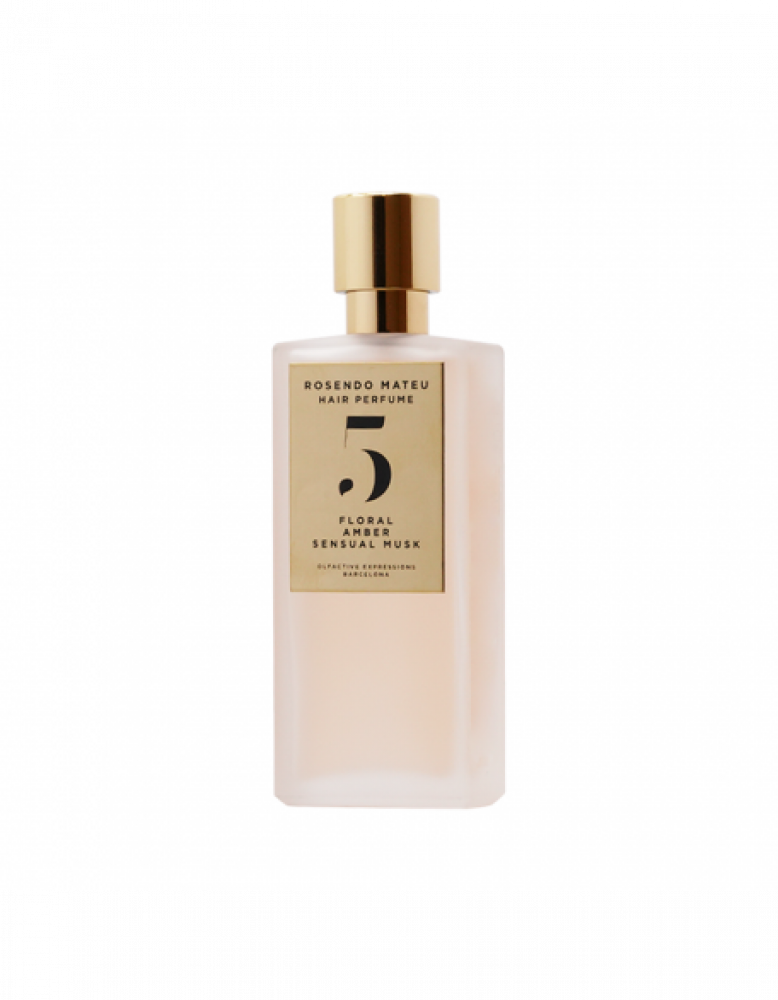 ROSENDO MATEU
HAIR PERFUME
5
FLORAL
AMBER
SENSUAL MUSK
OLFACTIVE EXPRESSIONS
BARCELONA